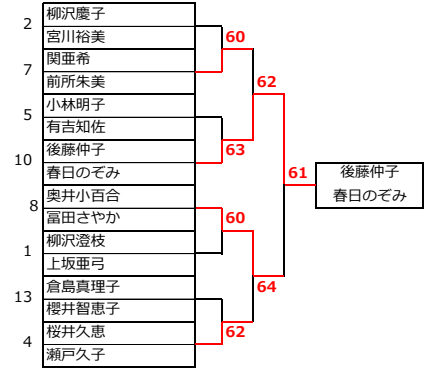 2
柳沢慶子
宮川裕美
7
関亜希
前所朱美
60
5
小林明子
有吉知佐
10
後藤仲子
春日のぞみ
63
62
8
奥井小百合
冨田さやか
1
柳沢澄枝
上坂亜弓
60
13
倉島真理子
櫻井智恵子
4
桜井久恵
瀬戸久子
62
64
61
後藤仲子
春日のぞみ